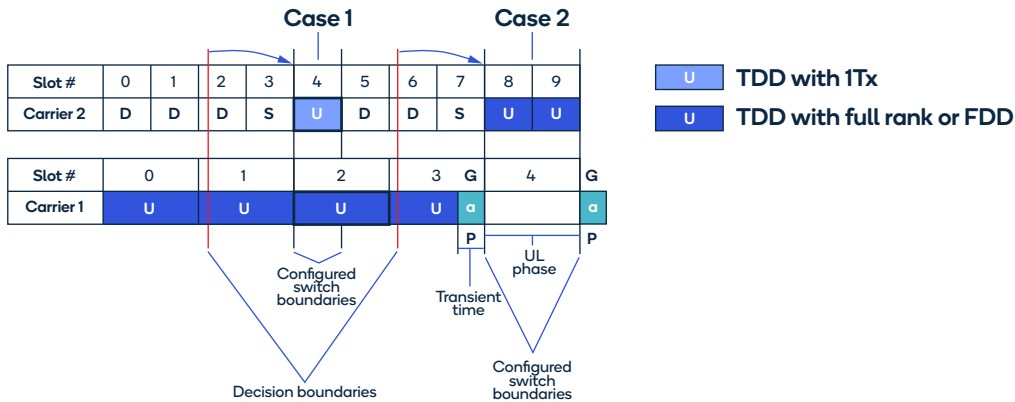 Case 1 Case 2
Slot # 0 1 2 3 4 5 6 7 8 9
Carrier 2 D D D S U D D S U U
U TDD with 1Tx
U TDD with full rank or FDD
Slot # 0 1 2 3 G 4 G
Carrier 1 U U U U a a
P P
Configured
switch
boundaries
UL
phase
Transient
time
Decision boundaries
Configured
switch
boundaries